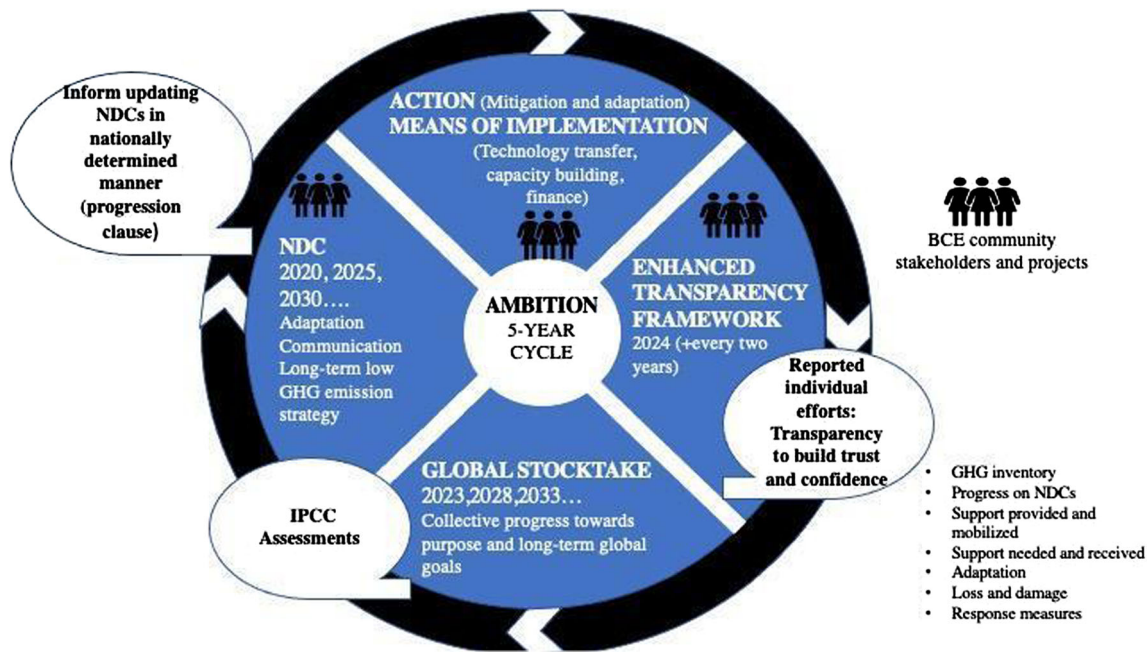 Inform updating
NDCs in
nationally
determined
manner
(progression
clause)
ACTION (Mitigation and adaptation)
MEANS OF IMPLEMENTATION
(Technology transfer,
capacity building,
finance)
NDC
2020, 2025,
2030....
Adaptation
Communication
Long-term low
GHG emission
strategy
AMBITION
5-YEAR
CYCLE
ENHANCED
TRANSPARENCY
FRAMEWORK
2024 (+every two
years)
BCE community
stakeholders and projects
Reported
individual
efforts:
Transparency
to build trust
and confidence
GLOBAL STOCKTAKE
2023,2028,2033...
Collective progress towards
purpose and long-term global
goals
IPCC
Assessments
• GHG inventory
• Progress on NDCs
• Support provided and
mobilized
• Support needed and received
• Adaptation
• Loss and damage
• Response measures